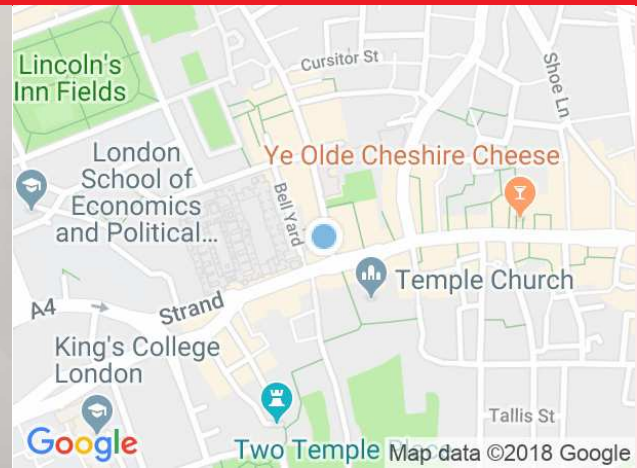 Lincoln's
Inn Fields
Cursitor St
Shoe Ln
London
School of
Economics
and Political...
Ye Olde Cheshire Cheese
Bell Yard
Temple Church
A4
Strand
King's College
London
Tallis St
Google
Two Temple
Map data ©2018 Google